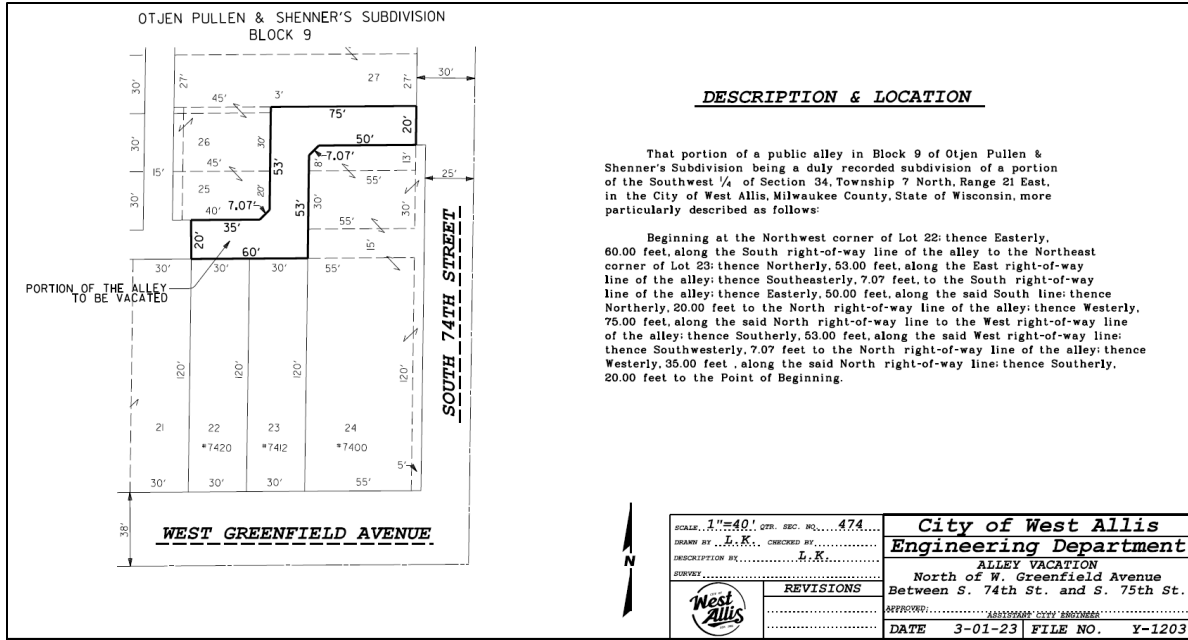 OTJEN PULLEN & SHENNER'S SUBDIVISION
BLOCK 9
30'
27'
27
27'
30'
45'
3'
75'
20'
30'
26
30'
53'
50'
7.07'
8'
13'
15'
45'
55'
25'
30'
25
20'
7.07'
53'
30'
30'
40'
35'
55'
20'
60'
15'
30'
30'
30'
55'
PORTION OF THE ALLEY
TO BE VACATED
SOUTH 74TH STREET
120'
120'
120'
120'
21
22
23
24
#7420
#7412
#7400
5'
30'
30'
30'
55'
38'
WEST GREENFIELD AVENUE
DESCRIPTION & LOCATION
That portion of a public alley in Block 9 of Otjen Pullen &
Shenner's Subdivision being a duly recorded subdivision of a portion
of the Southwest 1/4 of Section 34, Township 7 North, Range 21 East,
in the City of West Allis, Milwaukee County, State of Wisconsin, more
particularly described as follows:
Beginning at the Northwest corner of Lot 22; thence Easterly,
60.00 feet, along the South right-of-way line of the alley to the Northeast
corner of Lot 23; thence Northerly, 53.00 feet, along the East right-of-way
line of the alley; thence Southeasterly, 7.07 feet, to the South right-of-way
line of the alley; thence Easterly, 50.00 feet, along the said South line; thence
Northerly, 20.00 feet to the North right-of-way line of the alley; thence Westerly,
75.00 feet, along the said North right-of-way line to the West right-of-way line
of the alley; thence Southerly, 53.00 feet, along the said West right-of-way line;
thence Southwesterly, 7.07 feet to the North right-of-way line of the alley; thence
Westerly, 35.00 feet , along the said North right-of-way line; thence Southerly,
20.00 feet to the Point of Beginning.
N
SCALE 1"=40' QTR. SEC. NO. 474
DRAWN BY L.K. CHECKED BY
DESCRIPTION BY L.K.
SURVEY
West
Allis
REVISIONS
City of West Allis
Engineering Department
ALLEY VACATION
North of W. Greenfield Avenue
Between S. 74th St. and S. 75th St.
APPROVED:
ASSISTANT CITY ENGINEER
DATE 3-01-23 FILE NO. Y-1203